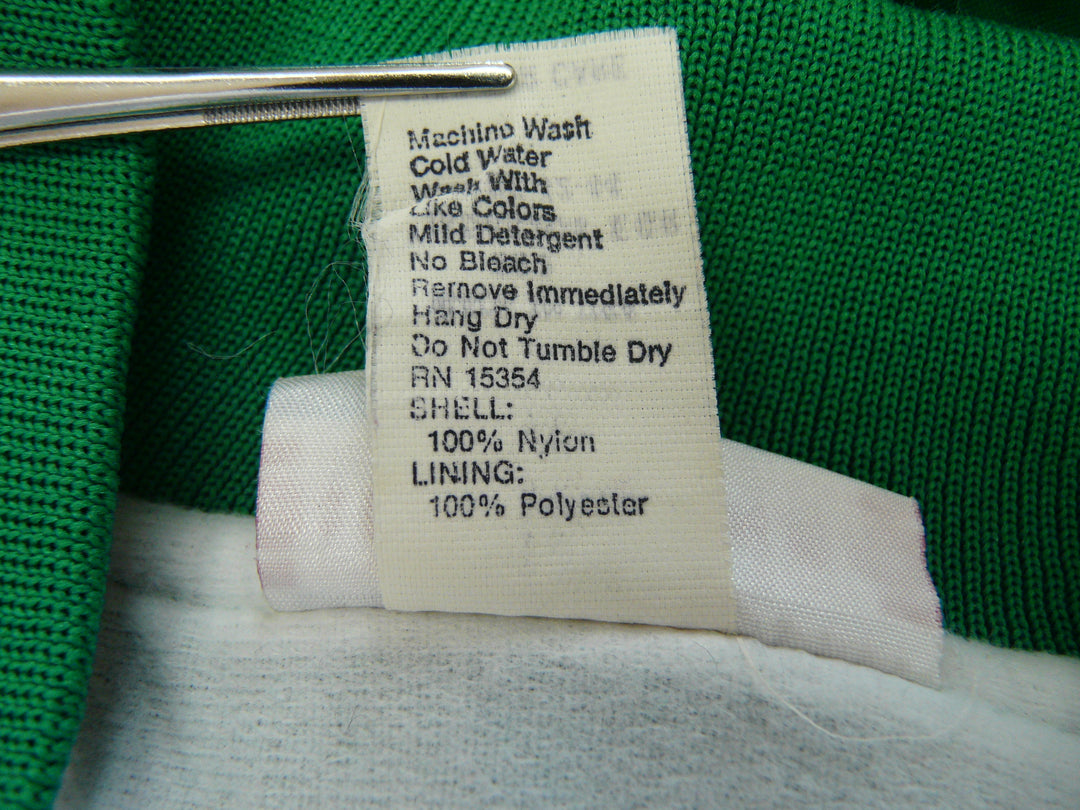 Machine Wash
Cold Water
Wash With
Like Colors
Mild Detergent
No Bleach
Remove Immediately
Hang Dry
Do Not Tumble Dry
RN 15354
SHELL:
100% Nylon
LINING:
100% Polyester